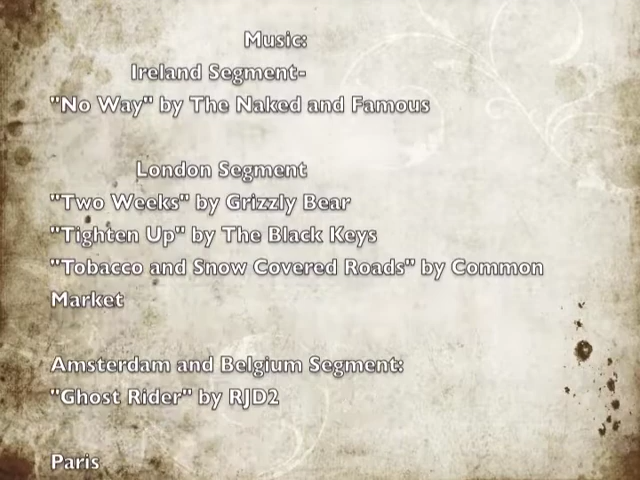 Music:
Ireland Segment-
"No Way" by The Naked and Famous
London Segment
"Two Weeks" by Grizzly Bear
"Tighten Up" by The Black Keys
"Tobacco and Snow Covered Roads" by Common
Market
Amsterdam and Belgium Segment:
"Ghost Rider" by RJD2
Paris